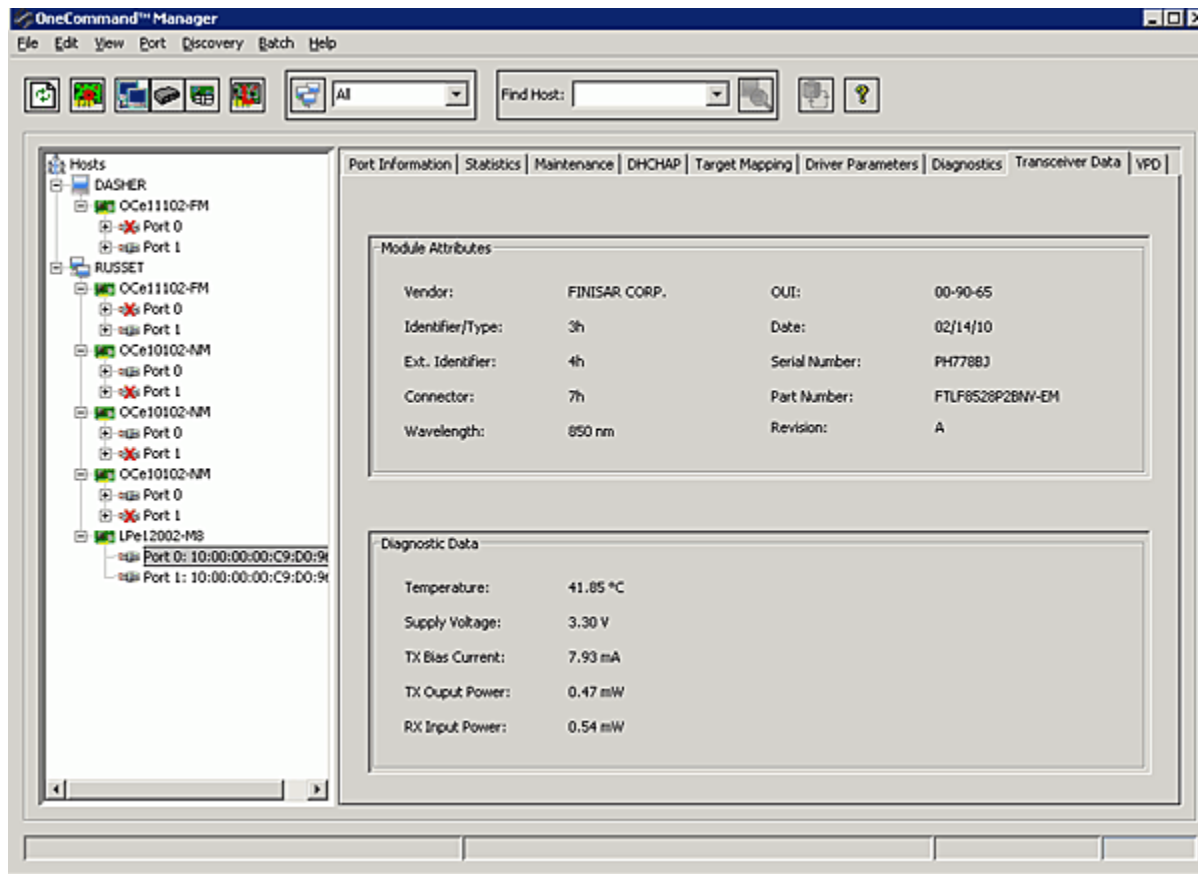 OneCommand™ Manager
File Edit View Port Discovery Batch Help
All
Find Host:
Hosts
DASHER
OCe11102-FM
Port 0
Port 1
RUSSET
OCe11102-FM
Port 0
Port 1
OCe10102-NM
Port 0
Port 1
OCe10102-NM
Port 0
Port 1
OCe10102-NM
Port 0
Port 1
LPe12002-M8
Port 0: 10:00:00:00:C9:D0:9
Port 1: 10:00:00:00:C9:D0:9
Port Information Statistics Maintenance DHCHAP Target Mapping Driver Parameters Diagnostics Transceiver Data VPD
Module Attributes
Vendor: FINISAR CORP. OUI: 00-90-65
Identifier/Type: 3h Date: 02/14/10
Ext. Identifier: 4h Serial Number: PH778BJ
Connector: 7h Part Number: FTLF8528P2BNV-EM
Wavelength: 850 nm Revision: A
Diagnostic Data
Temperature: 41.85 °C
Supply Voltage: 3.30 V
TX Bias Current: 7.93 mA
TX Ouput Power: 0.47 mW
RX Input Power: 0.54 mW